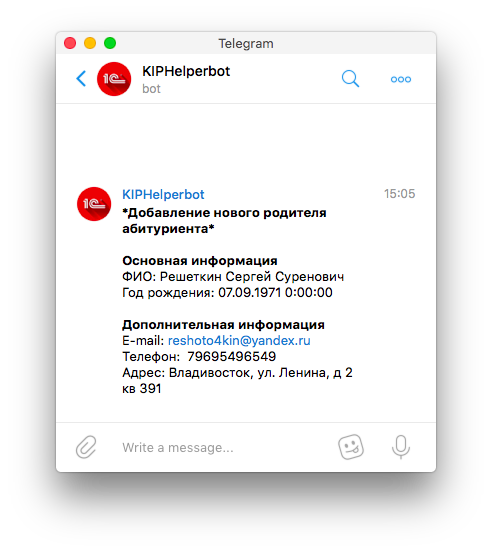 Telegram
KIPHelperbot
bot
1С
KIPHelperbot 15:05
1С
*Добавление нового родителя
абитуриента*
Основная информация
ФИО: Решеткин Сергей Суренович
Год рождения: 07.09.1971 0:00:00
Дополнительная информация
E-mail: reshoto4kin@yandex.ru
Телефон: 79695496549
Адрес: Владивосток, ул. Ленина, д 2
кв 391
Write a message...